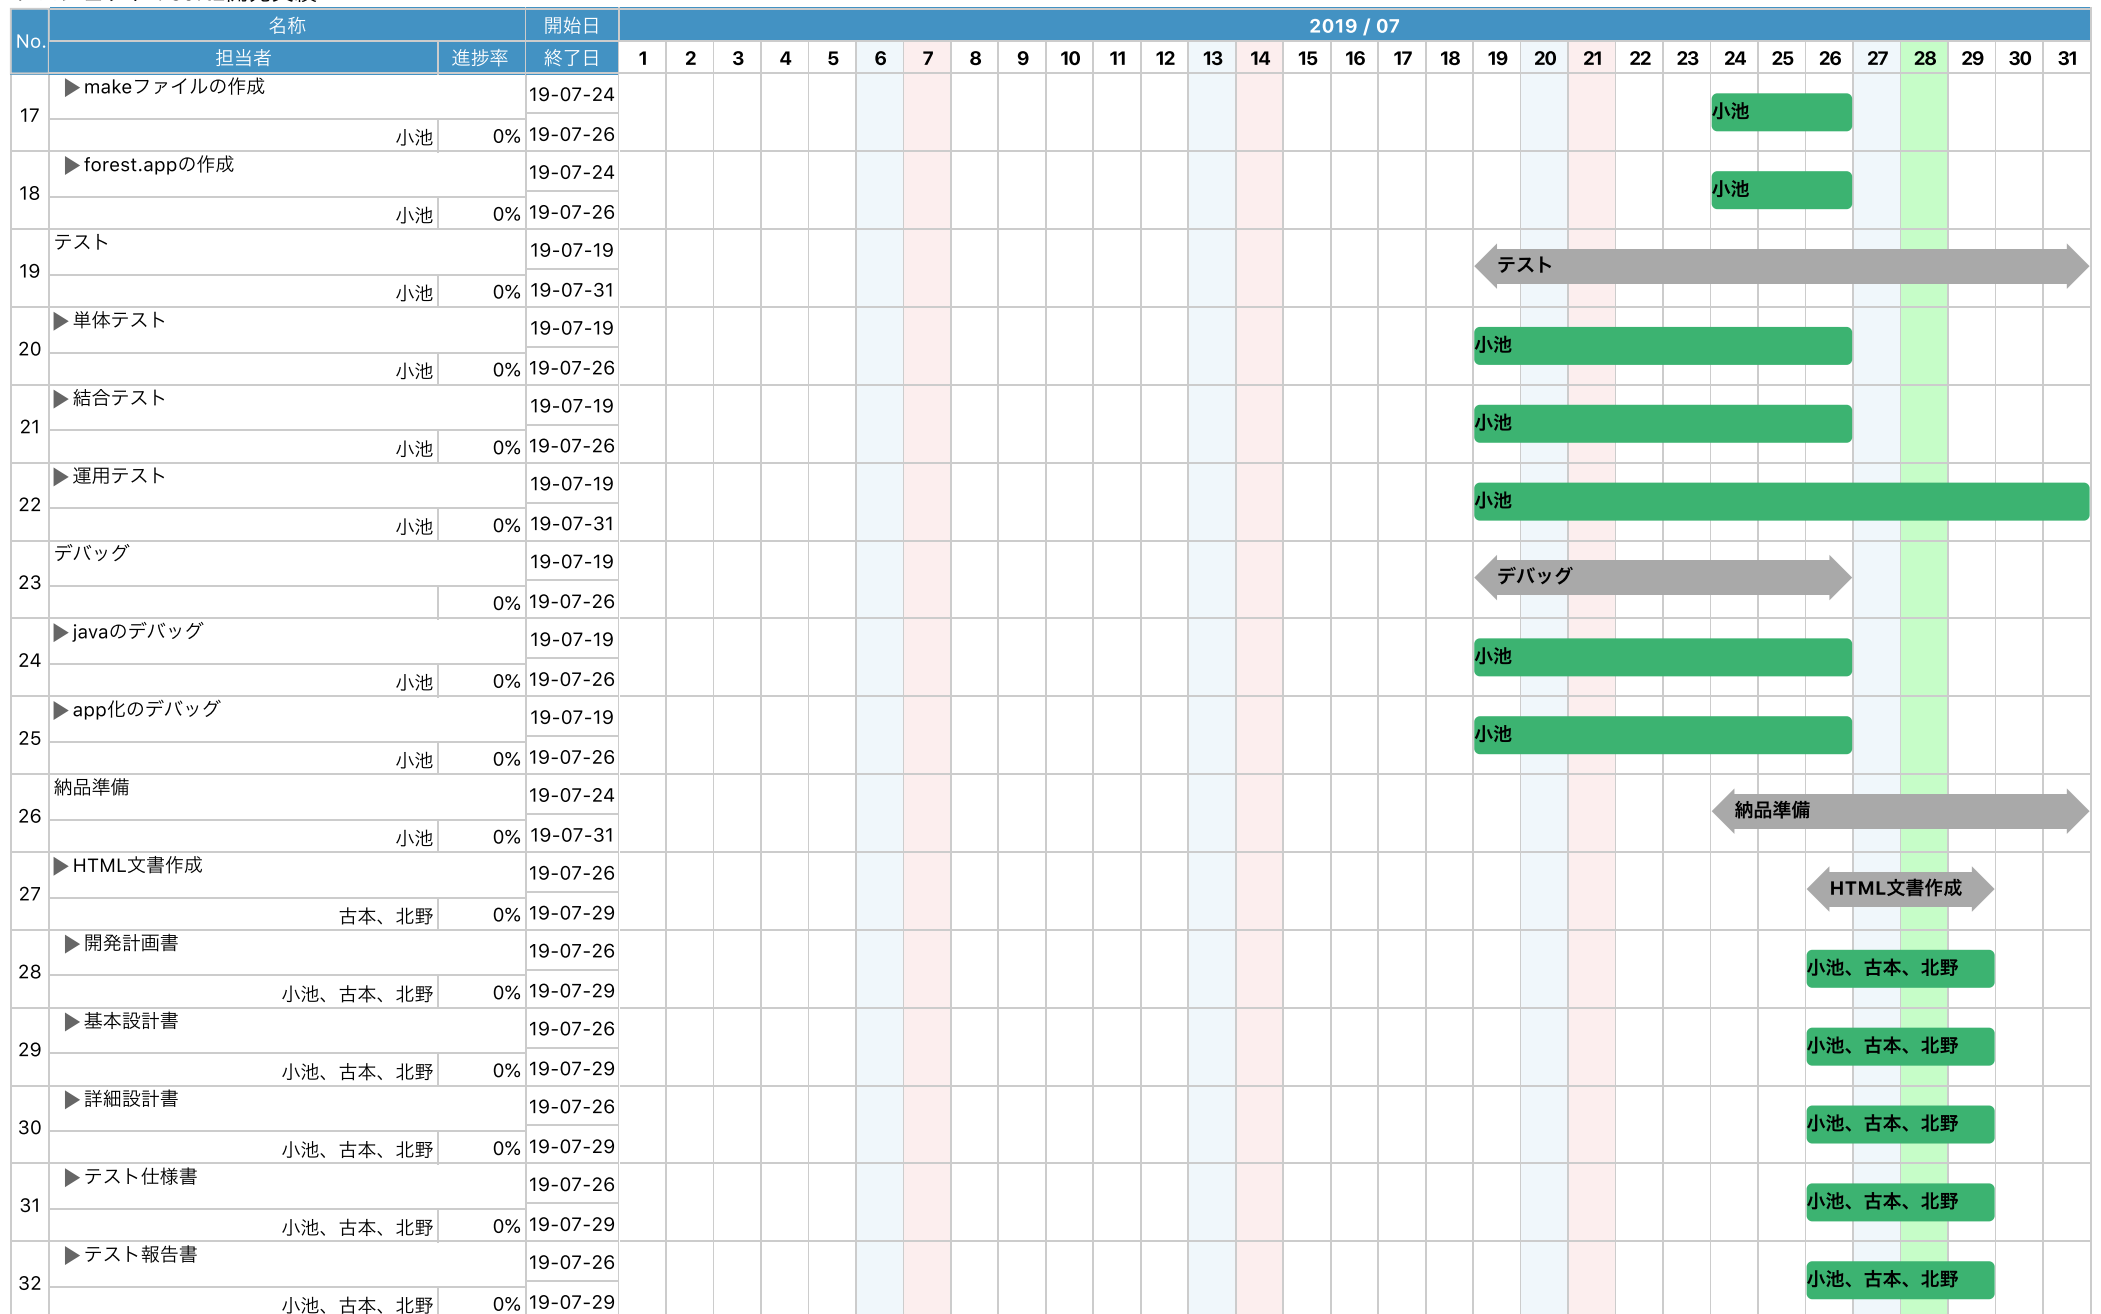 No. 名称 開始日 2019 / 07
担当者 進捗率 終了日 1 2 3 4 5 6 7 8 9 10 11 12 13 14 15 16 17 18 19 20 21 22 23 24 25 26 27 28 29 30 31
17 ▶makeファイルの作成 19-07-24 小池
小池 0% 19-07-26
18 ▶forest.appの作成 19-07-24 小池
小池 0% 19-07-26
19 テスト 19-07-19 テスト
小池 0% 19-07-31
20 ▶単体テスト 19-07-19 小池
小池 0% 19-07-26
21 ▶結合テスト 19-07-19 小池
小池 0% 19-07-26
22 ▶運用テスト 19-07-19 小池
小池 0% 19-07-31
23 デバッグ 19-07-19 デバッグ
0% 19-07-26
24 ▶javaのデバッグ 19-07-19 小池
小池 0% 19-07-26
25 ▶app化のデバッグ 19-07-19 小池
小池 0% 19-07-26
26 納品準備 19-07-24 納品準備
小池 0% 19-07-31
27 ▶HTML文書作成 19-07-26 HTML文書作成
古本、北野 0% 19-07-29
28 ▶開発計画書 19-07-26 小池、古本、北野
小池、古本、北野 0% 19-07-29
29 ▶基本設計書 19-07-26 小池、古本、北野
小池、古本、北野 0% 19-07-29
30 ▶詳細設計書 19-07-26 小池、古本、北野
小池、古本、北野 0% 19-07-29
31 ▶テスト仕様書 19-07-26 小池、古本、北野
小池、古本、北野 0% 19-07-29
32 ▶テスト報告書 19-07-26 小池、古本、北野
小池、古本、北野 0% 19-07-29